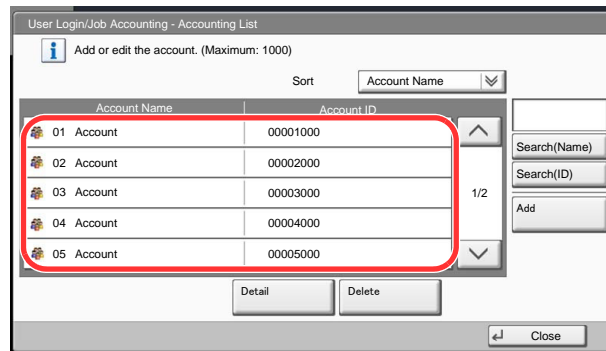 User Login/Job Accounting - Accounting List
Add or edit the account. (Maximum: 1000)
Sort Account Name
Account Name Account ID
01 Account 00001000
02 Account 00002000
03 Account 00003000
04 Account 00004000
05 Account 00005000
1/2
Search(Name)
Search(ID)
Add
Detail Delete
Close